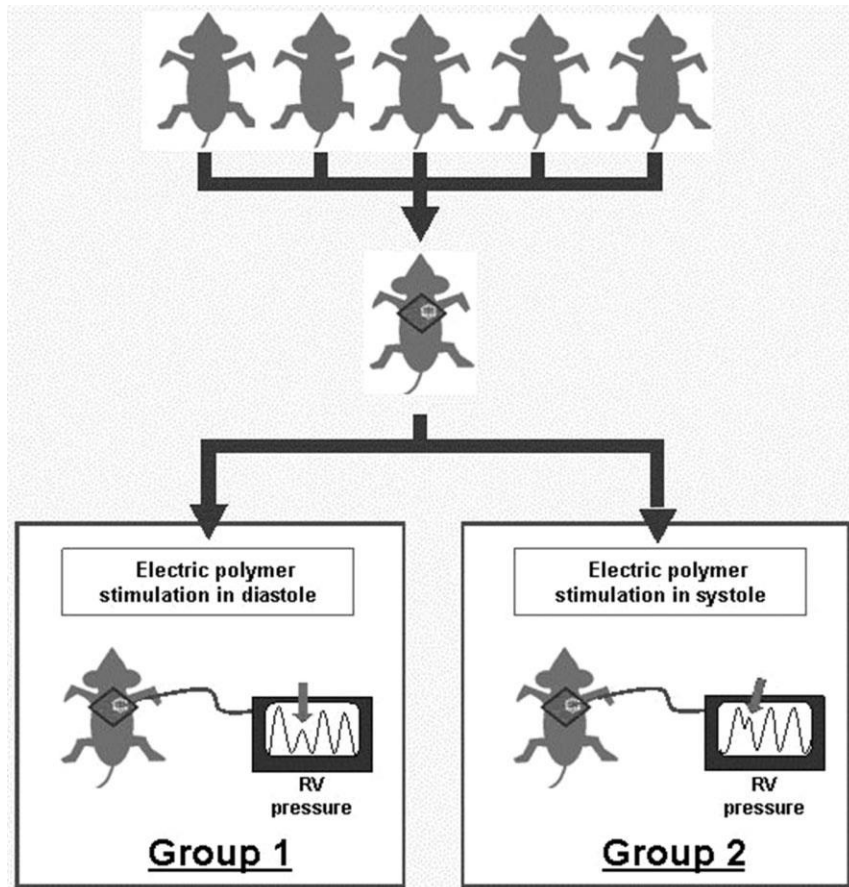 Electric polymer
stimulation in diastole
RV
pressure
Group 1
Electric polymer
stimulation in systole
RV
pressure
Group 2